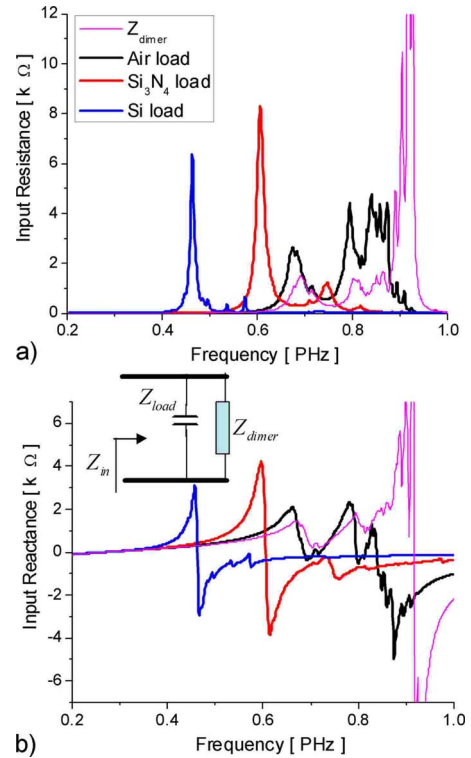 12
10
8
6
4
2
0
Input Resistance [ k Ω ]
Z_dimer
Air load
Si₃N₄ load
Si load
0.2 0.4 0.6 0.8 1.0
a)
Frequency [ PHz ]
6
4
2
0
-2
-4
-6
Input Reactance [ k Ω ]
Z_load
Z_dimer
Z_in
0.2 0.4 0.6 0.8 1.0
b)
Frequency [ PHz ]